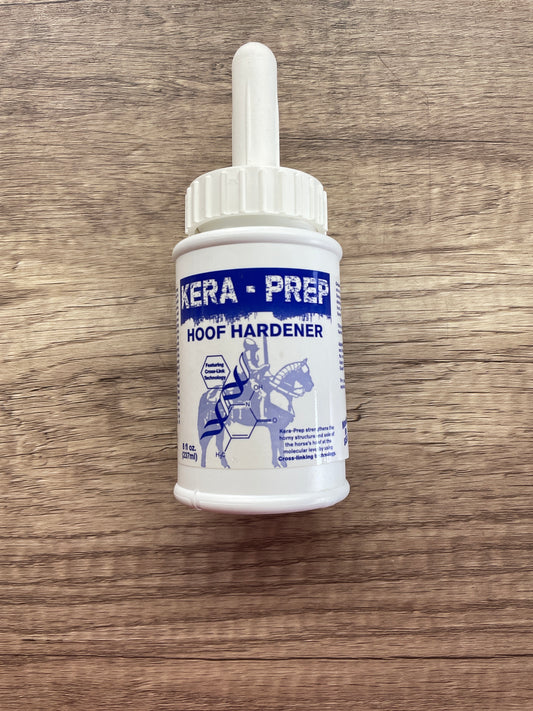 KERA - PREP
HOOF HARDENER
Featuring
Cross-Link
Technology
N
O
O
H₃C
8 fl oz.
(237ml)
Kera-Prep strengthens the
horny structure and sole of
the horse's hoof at the
molecular level by using
Cross-linking technology.